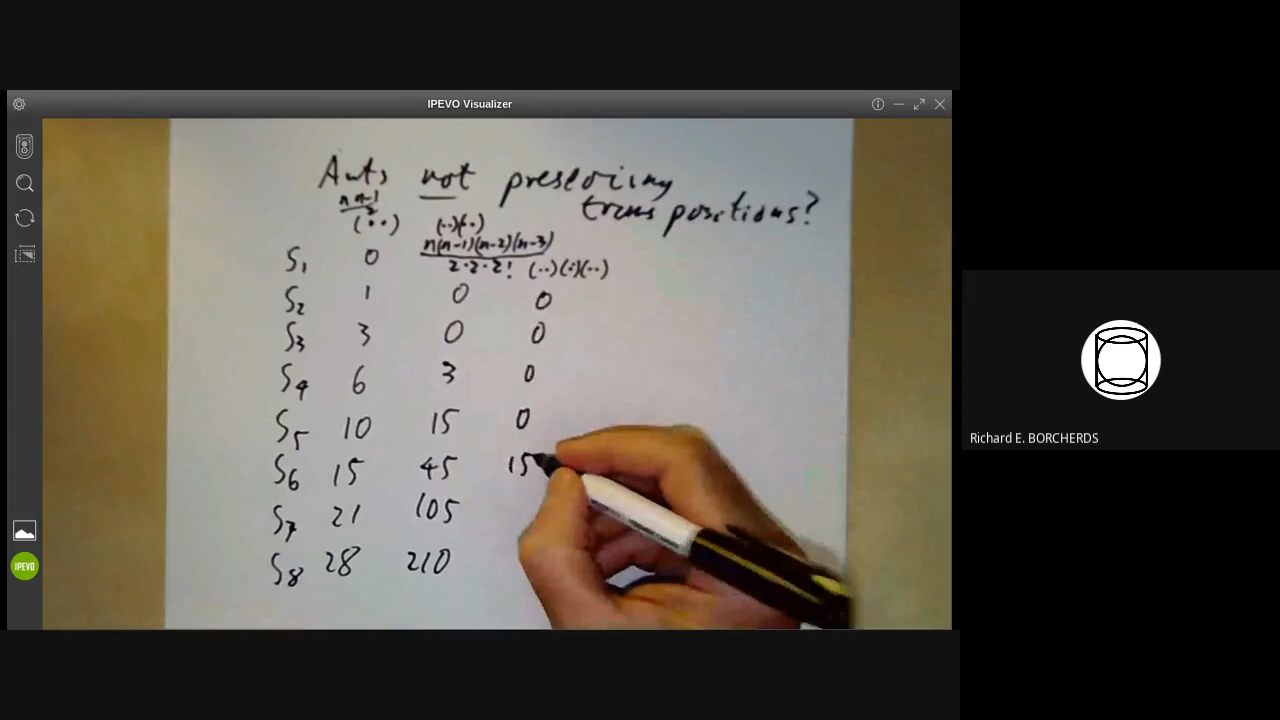 IPEVO Visualizer
Auts not preserving
transpositions?
n n-1 / 2
(··) (··)(··)
n(n-1)(n-2)(n-3) / 2·2·2! (··)(··)(··)
S1 0
S2 1 0 0
S3 3 0 0
S4 6 3 0
S5 10 15 0
S6 15 45 15
S7 21 105
S8 28 210
IPEVO
Richard E. BORCHERDS